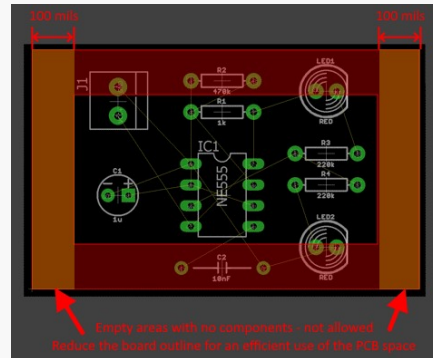 100 mils
100 mils
LED1
R2
470k
R1
1k
RED
J1
IC1
NE555
R3
220k
R4
220k
C1
- +
1u
LED2
C2
10nF
RED
Empty areas with no components - not allowed
Reduce the board outline for an efficient use of the PCB space